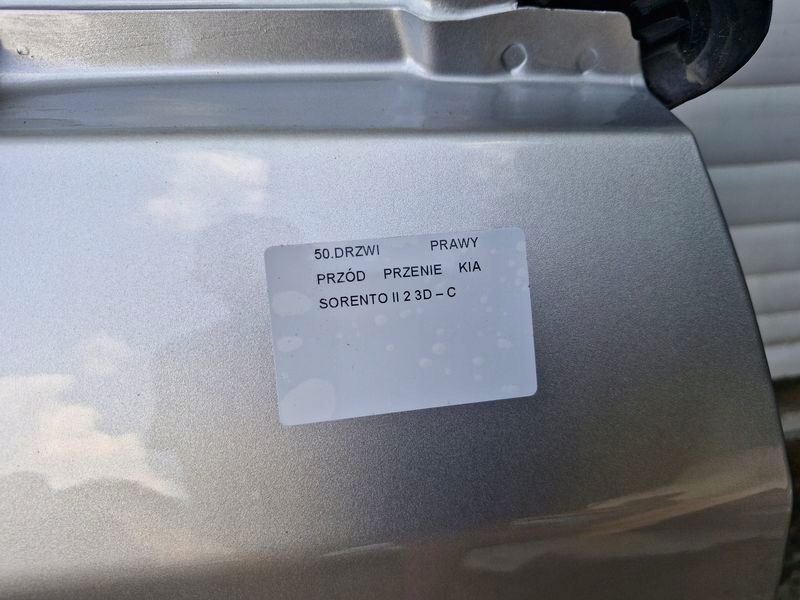 50.DRZWI PRAWY
PRZÓD PRZENIE KIA
SORENTO II 2 3D – C